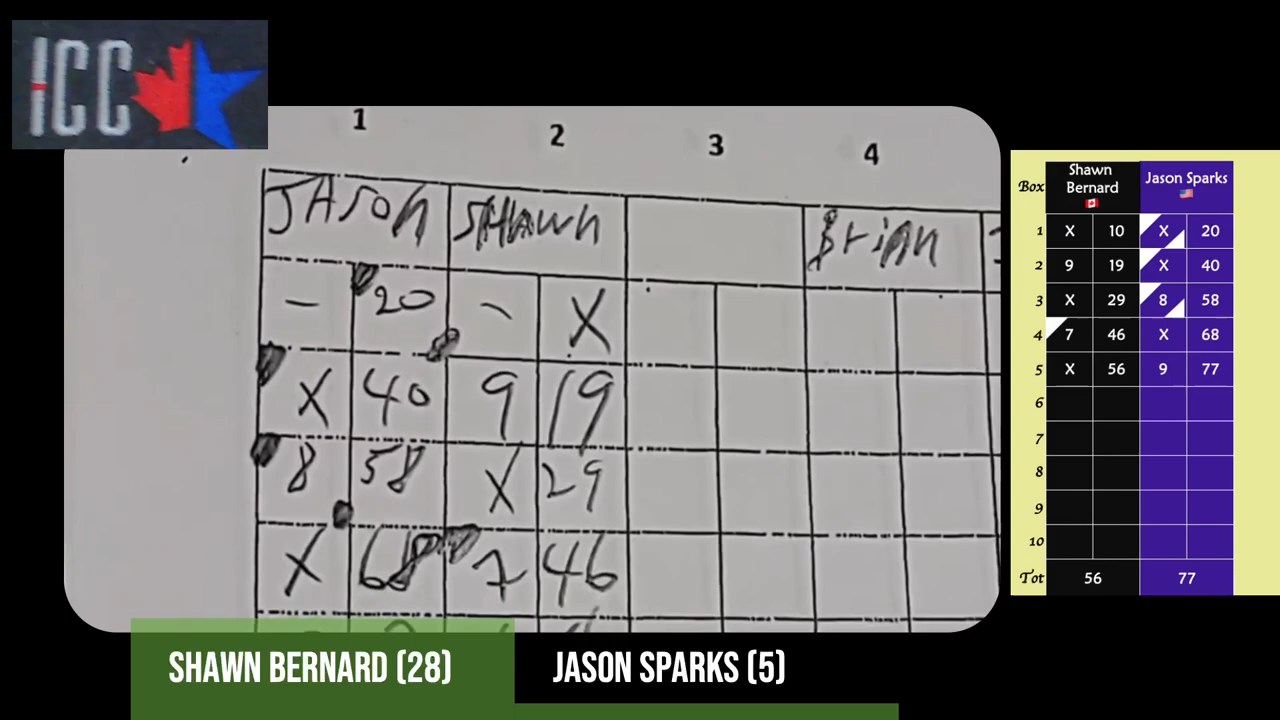 ICC
1 2 3 4
JASON SHAWN Brian
- 20 - X
X 40 9 19
8 58 X 29
X 68 7 46
Box Shawn Bernard Jason Sparks
1 X 10 X 20
2 9 19 X 40
3 X 29 8 58
4 7 46 X 68
5 X 56 9 77
6
7
8
9
10
Tot 56 77
SHAWN BERNARD (28) JASON SPARKS (5)